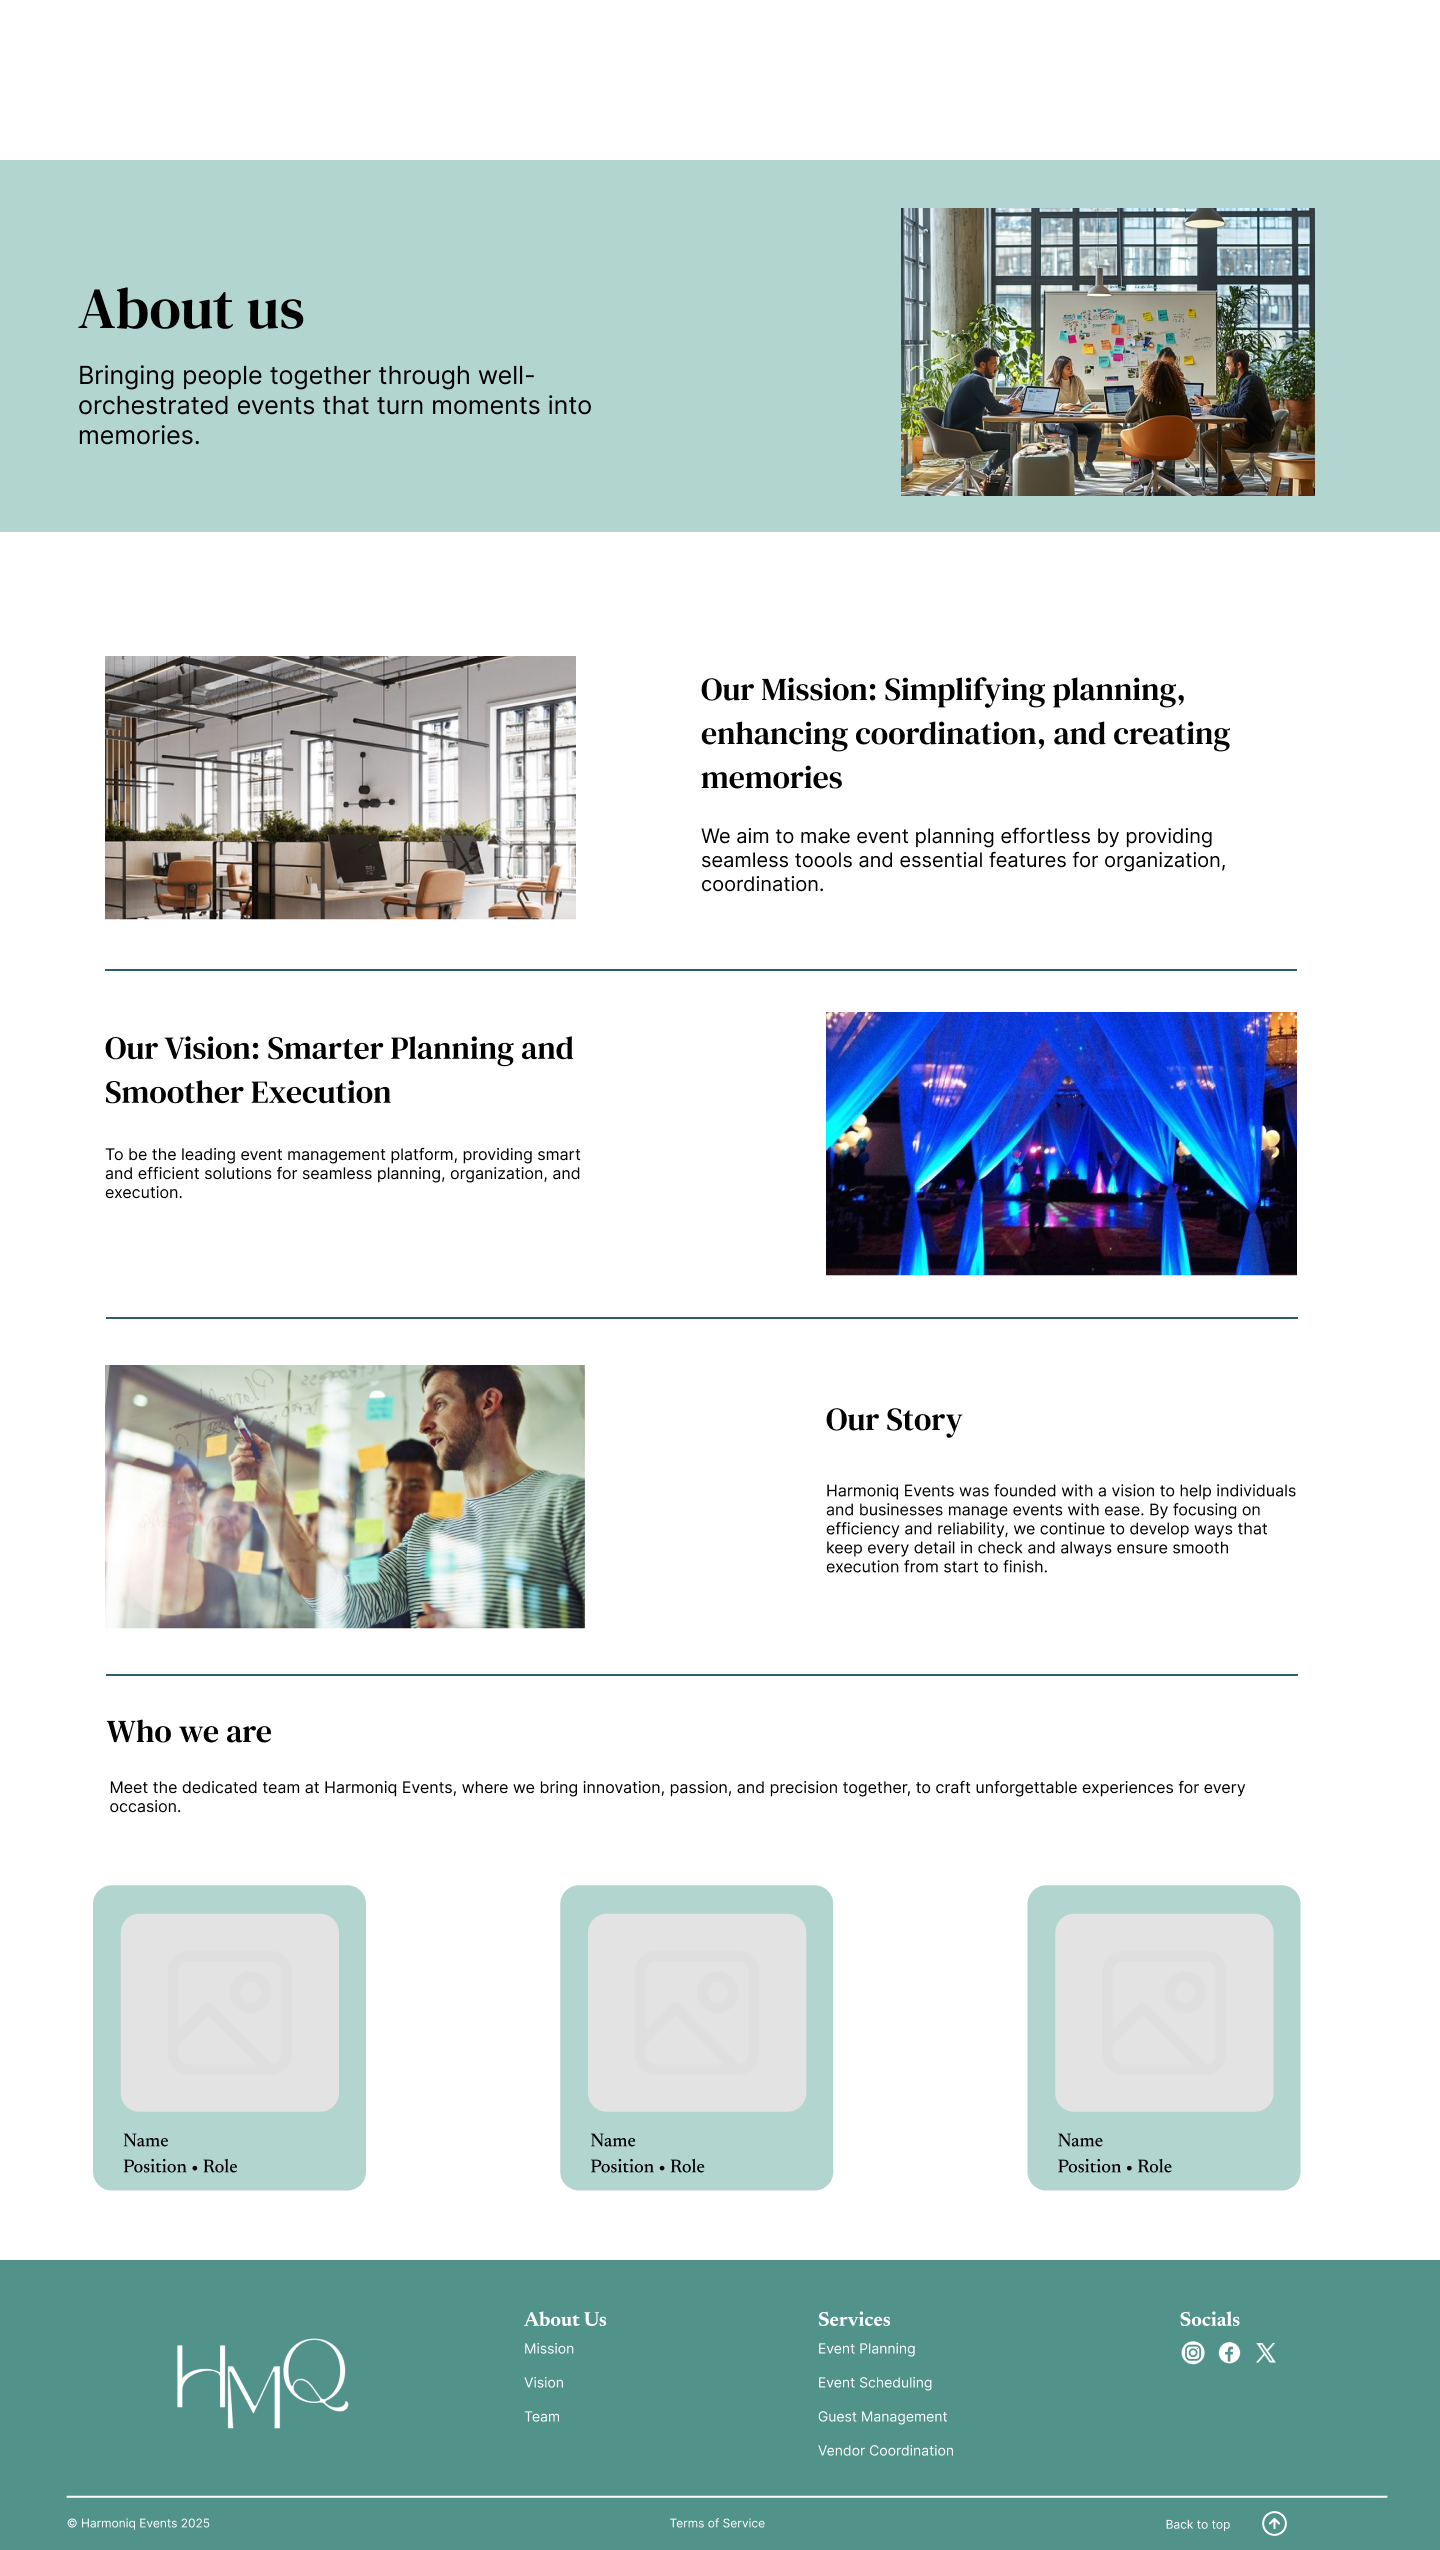 About us
Bringing people together through well-
orchestrated events that turn moments into
memories.
Our Mission: Simplifying planning,
enhancing coordination, and creating
memories
We aim to make event planning effortless by providing
seamless toools and essential features for organization,
coordination.
Our Vision: Smarter Planning and
Smoother Execution
To be the leading event management platform, providing smart
and efficient solutions for seamless planning, organization, and
execution.
Our Story
Harmoniq Events was founded with a vision to help individuals
and businesses manage events with ease. By focusing on
efficiency and reliability, we continue to develop ways that
keep every detail in check and always ensure smooth
execution from start to finish.
Who we are
Meet the dedicated team at Harmoniq Events, where we bring innovation, passion, and precision together, to craft unforgettable experiences for every
occasion.
Name
Position • Role
Name
Position • Role
Name
Position • Role
HMQ
About Us
Mission
Vision
Team
Services
Event Planning
Event Scheduling
Guest Management
Vendor Coordination
Socials
© Harmoniq Events 2025
Terms of Service
Back to top